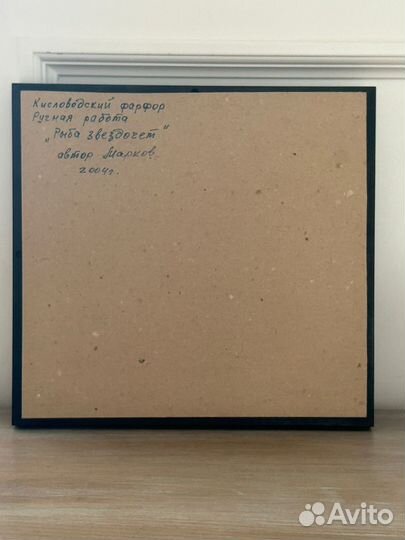 Кисловодский фарфор
Ручная работа
„Рыба звездочет"
автор Марков.
2004г.
Avito